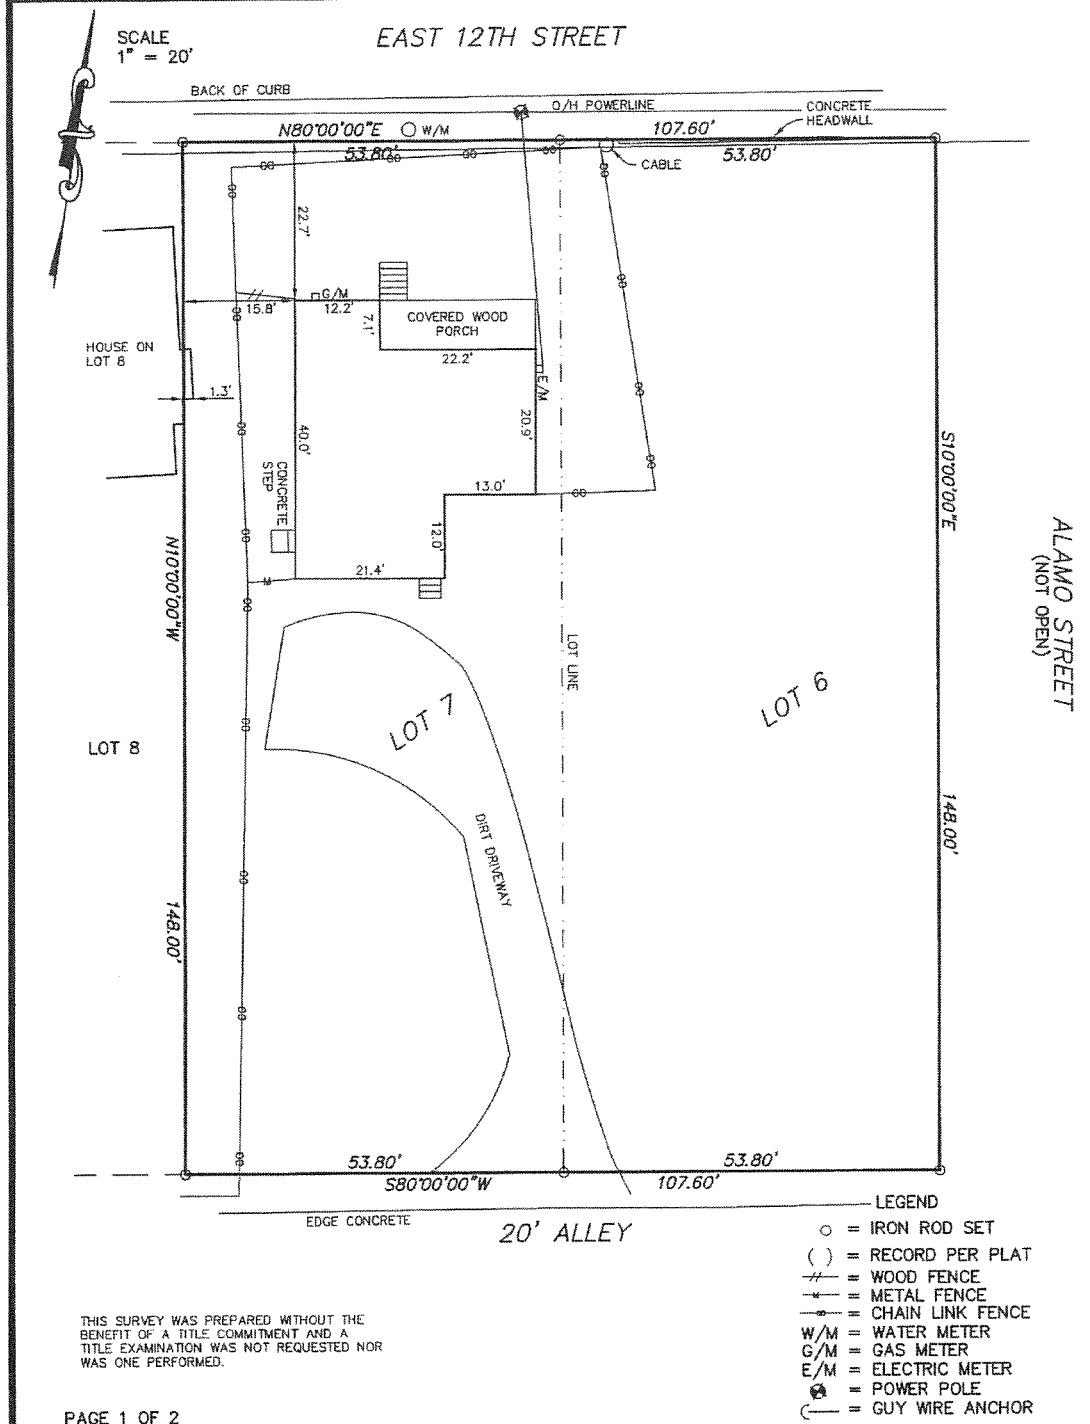 SCALE
1" = 20'
EAST 12TH STREET
BACK OF CURB
O/H POWERLINE
CONCRETE
HEADWALL
N80°00'00"E
W/M
107.60'
53.80'
53.80'
CABLE
22.7'
G/M
15.8'
12.2'
7.1'
COVERED WOOD
PORCH
22.2'
HOUSE ON
LOT 8
1.3'
E/M
20.9'
40.0'
CONCRETE
STEP
13.0'
12.0'
21.4'
S10°00'00"E
ALAMO STREET
(NOT OPEN)
N10°00'00"W
LOT LINE
LOT 7
LOT 6
LOT 8
DIRT DRIVEWAY
148.00'
148.00'
53.80'
53.80'
S80°00'00"W
107.60'
EDGE CONCRETE
20' ALLEY
LEGEND
= IRON ROD SET
( ) = RECORD PER PLAT
= WOOD FENCE
= METAL FENCE
= CHAIN LINK FENCE
W/M = WATER METER
G/M = GAS METER
E/M = ELECTRIC METER
= POWER POLE
= GUY WIRE ANCHOR
THIS SURVEY WAS PREPARED WITHOUT THE
BENEFIT OF A TITLE COMMITMENT AND A
TITLE EXAMINATION WAS NOT REQUESTED NOR
WAS ONE PERFORMED.
PAGE 1 OF 2